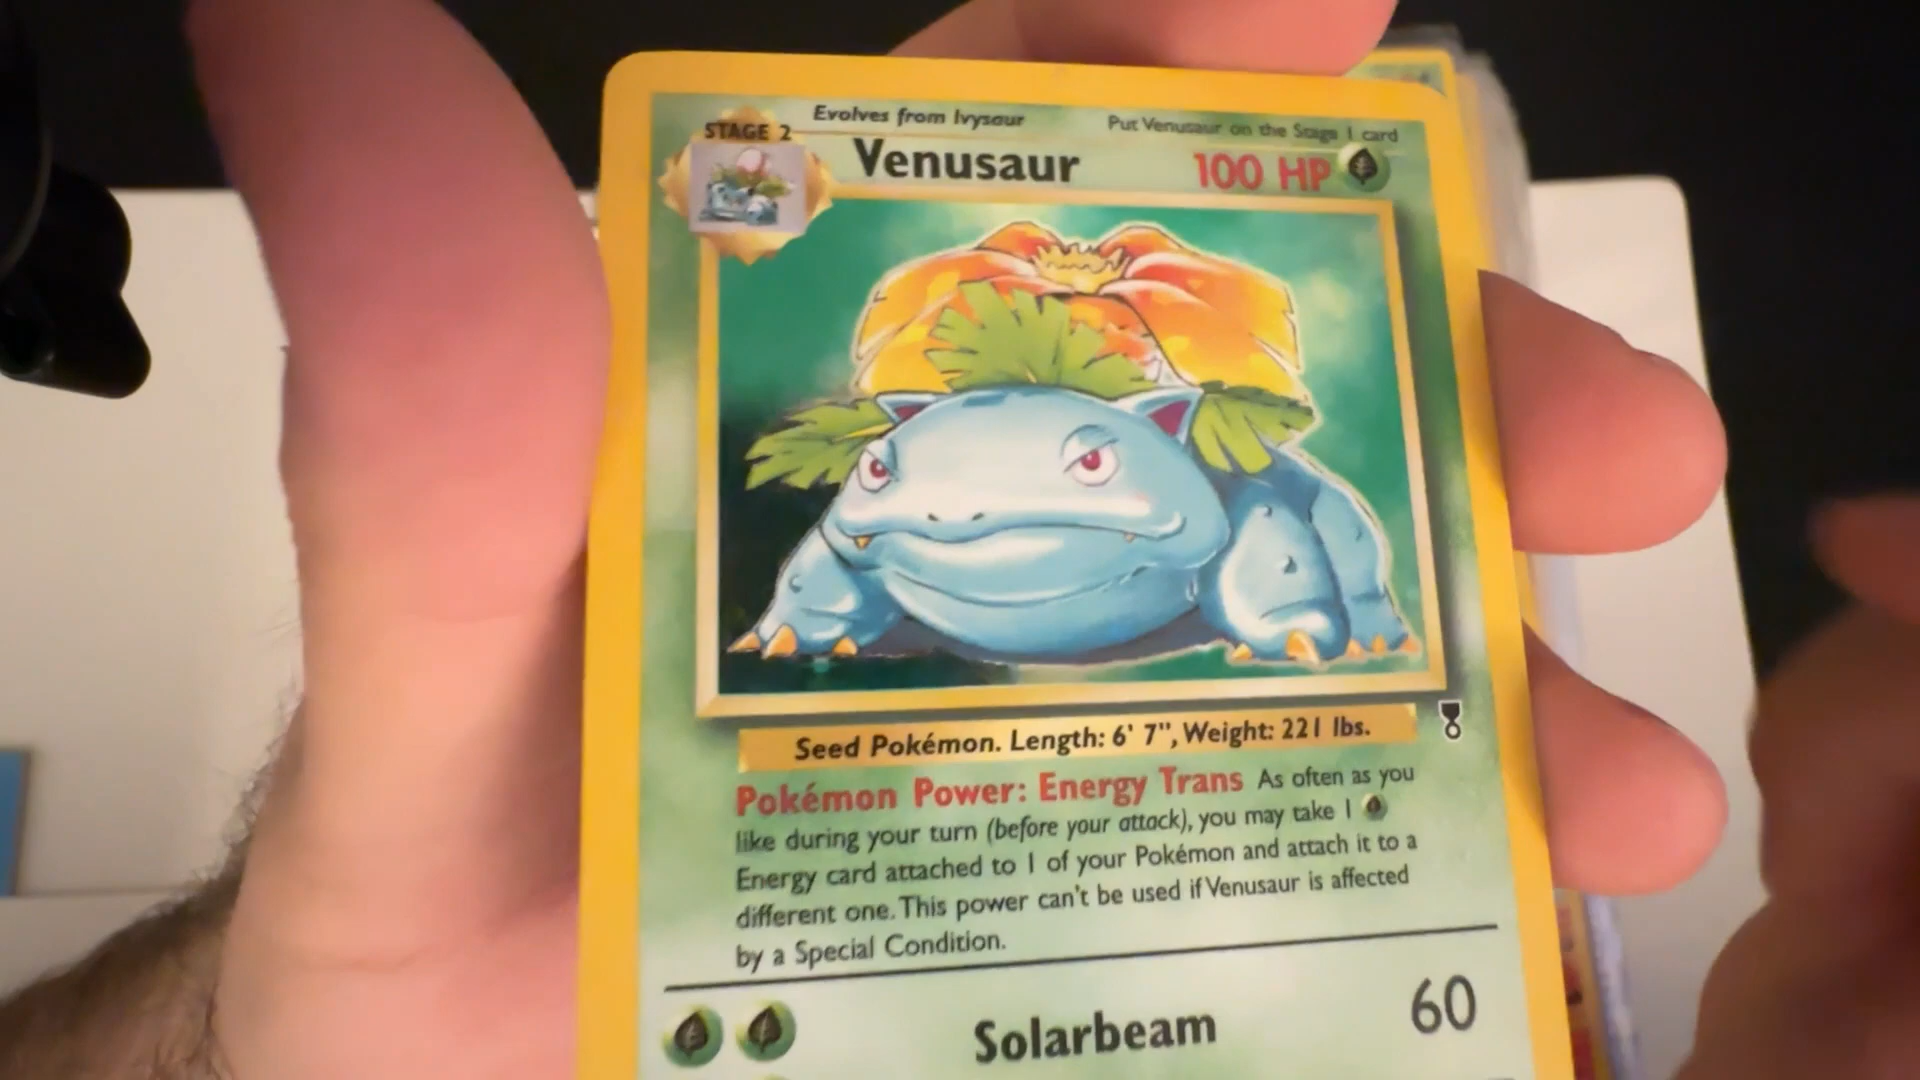 Evolves from Ivysaur
Put Venusaur on the Stage 1 card
STAGE 2
Venusaur
100 HP
Seed Pokémon. Length: 6' 7", Weight: 221 lbs.
Pokémon Power: Energy Trans As often as you
like during your turn (before your attack), you may take 1
Energy card attached to 1 of your Pokémon and attach it to a
different one. This power can't be used if Venusaur is affected
by a Special Condition.
Solarbeam
60